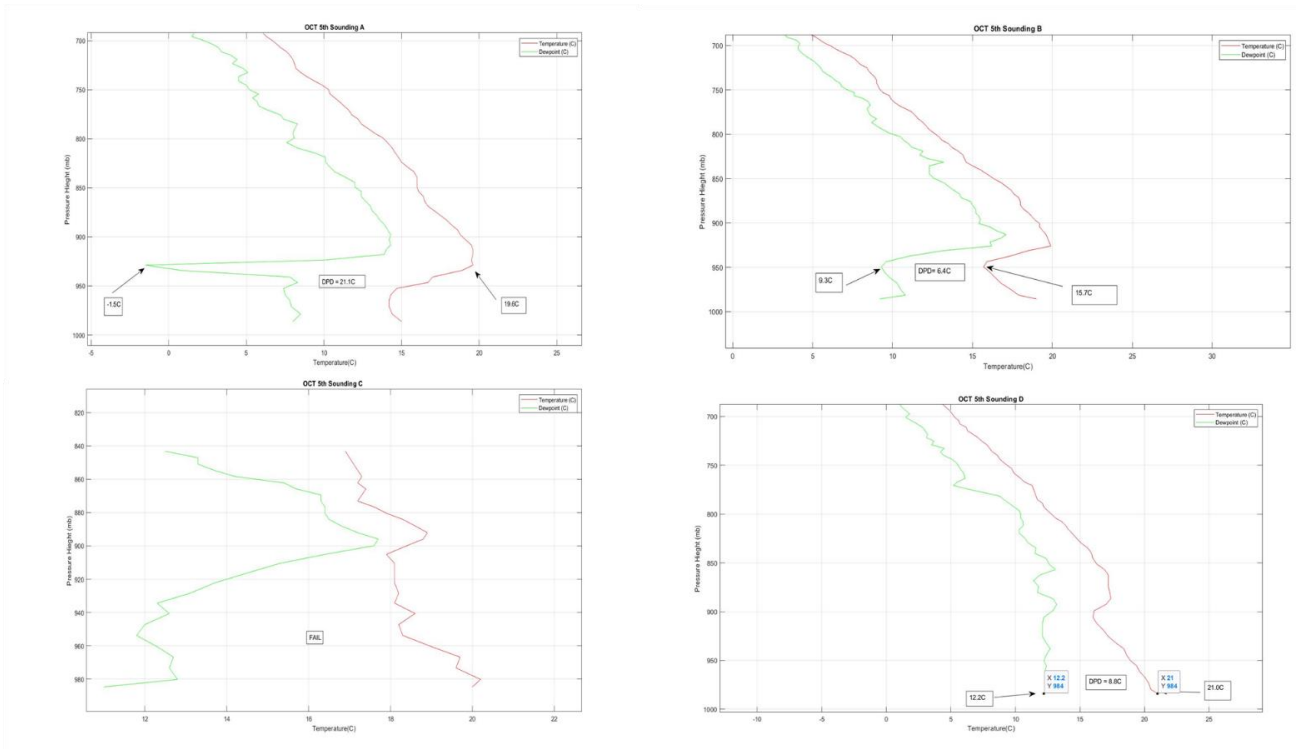 OCT 5th Sounding A
Temperature (C)
Dewpoint (C)
Pressure Hieght (mb)
700
750
800
850
900
950
1000
-1.5C
DPD = 21.1C
19.6C
-5
0
5
10
15
20
25
Temperature(C)
OCT 5th Sounding B
Temperature (C)
Dewpoint (C)
Pressure Hieght (mb)
700
750
800
850
900
950
1000
9.3C
DPD= 6.4C
15.7C
0
5
10
15
20
25
30
Temperature(C)
OCT 5th Sounding C
Temperature (C)
Dewpoint (C)
Pressure Hieght (mb)
820
840
860
880
900
920
940
960
980
FAIL
12
14
16
18
20
22
Temperature(C)
OCT 5th Sounding D
Temperature (C)
Dewpoint (C)
Pressure Hieght (mb)
700
750
800
850
900
950
1000
12.2C
X 12.2
Y 984
DPD = 8.8C
X 21
Y 984
21.0C
-10
-5
0
5
10
15
20
25
Temperature(C)